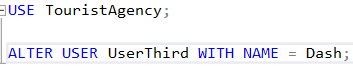 USE TouristAgency;
ALTER USER UserThird WITH NAME = Dash;